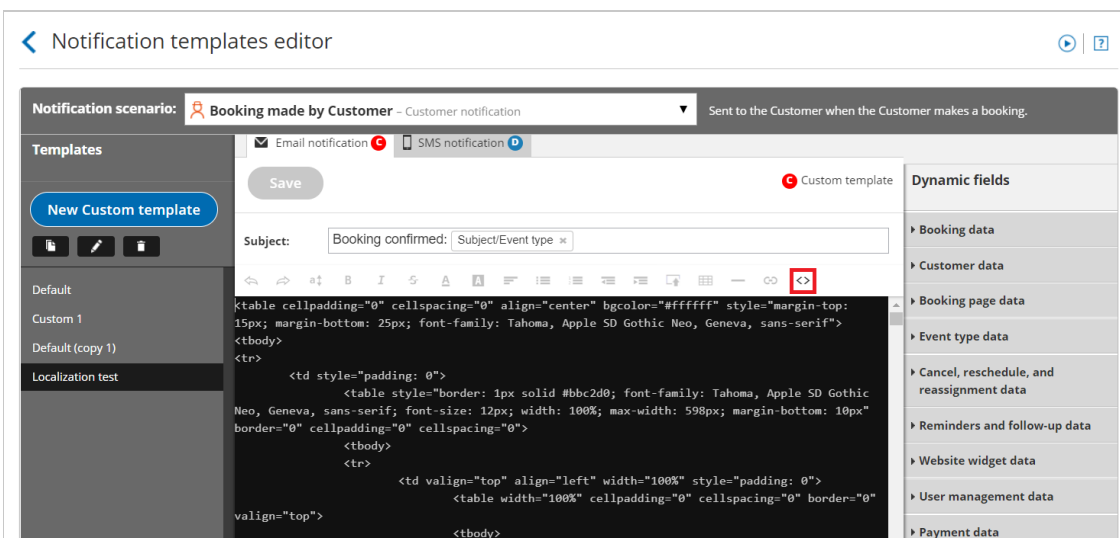 Notification templates editor
?
Notification scenario:
Booking made by Customer – Customer notification
Sent to the Customer when the Customer makes a booking.
Templates
Email notification C
SMS notification D
Save
C Custom template
Dynamic fields
New Custom template
Subject:
Booking confirmed: Subject/Event type ×
Booking data
Customer data
Booking page data
Event type data
Cancel, reschedule, and
reassignment data
Reminders and follow-up data
Website widget data
User management data
Payment data
Default
Custom 1
Default (copy 1)
Localization test
a B I S A A <>
<table cellpadding="0" cellspacing="0" align="center" bgcolor="#ffffff" style="margin-top:
15px; margin-bottom: 25px; font-family: Tahoma, Apple SD Gothic Neo, Geneva, sans-serif">
<tbody>
<tr>
<td style="padding: 0">
<table style="border: 1px solid #bbc2d0; font-family: Tahoma, Apple SD Gothic
Neo, Geneva, sans-serif; font-size: 12px; width: 100%; max-width: 598px; margin-bottom: 10px"
border="0" cellpadding="0" cellspacing="0">
<tbody>
<tr>
<td valign="top" align="left" width="100%" style="padding: 0">
<table width="100%" cellpadding="0" cellspacing="0" border="0"
valign="top">
<tbody>